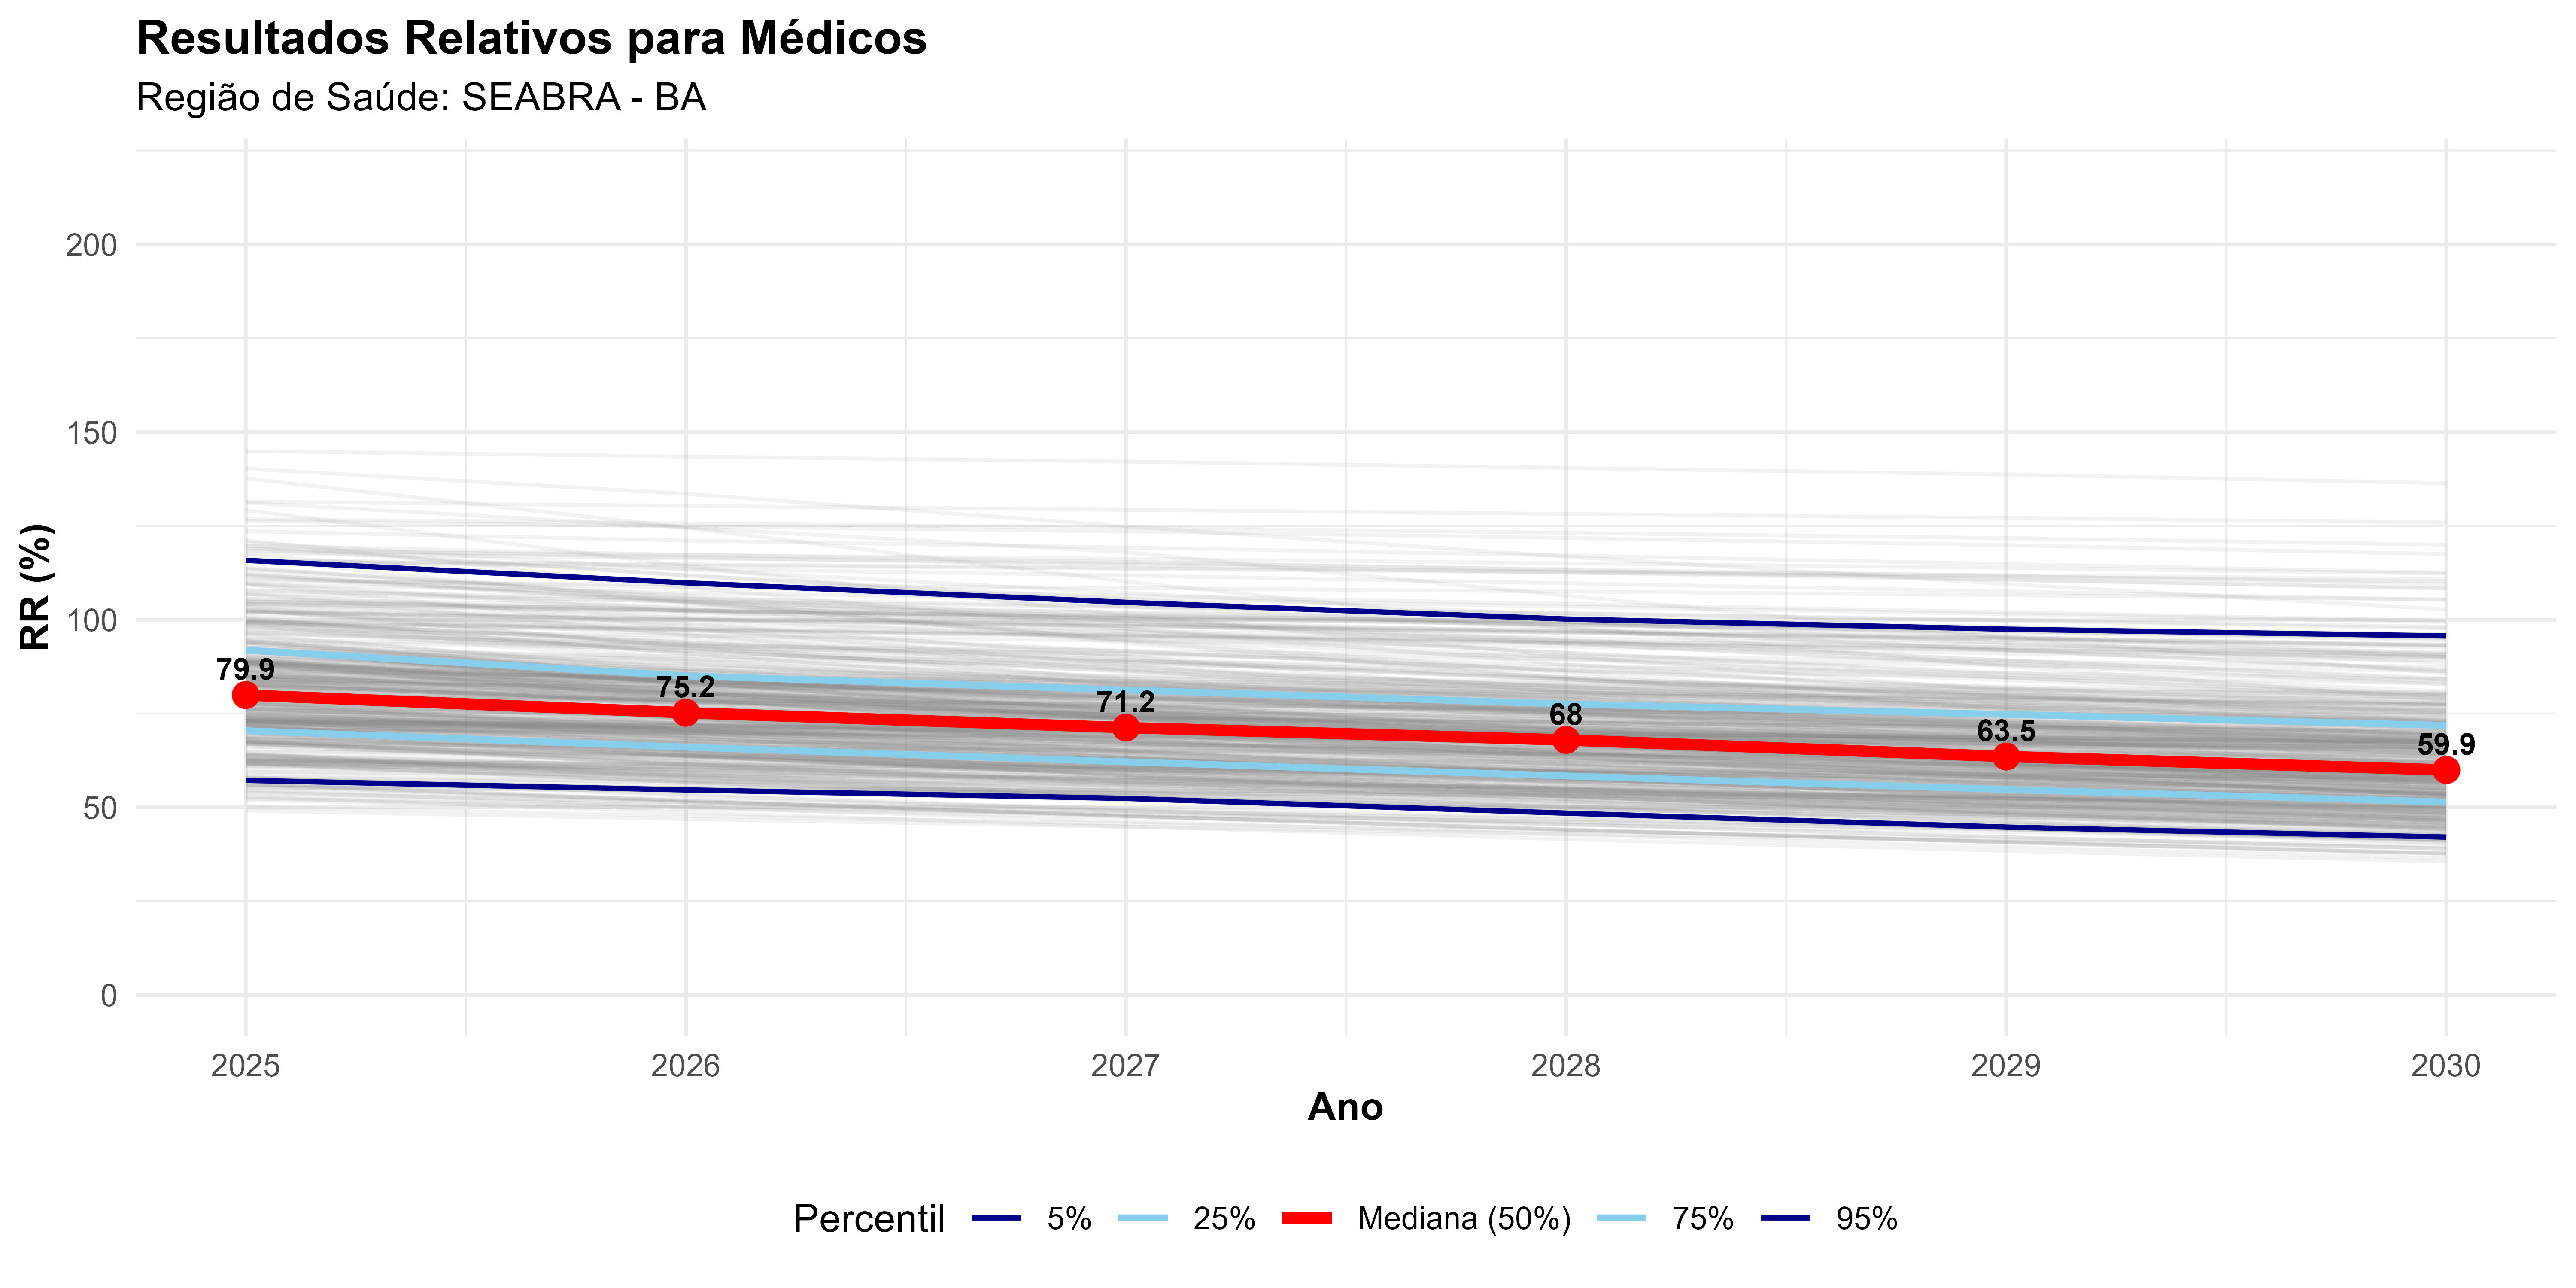 Resultados Relativos para Médicos
Região de Saúde: SEABRA - BA
RR (%)
200
150
100
50
0
79.9
75.2
71.2
68
63.5
59.9
2025 2026 2027 2028 2029 2030
Ano
Percentil 5% 25% Mediana (50%) 75% 95%